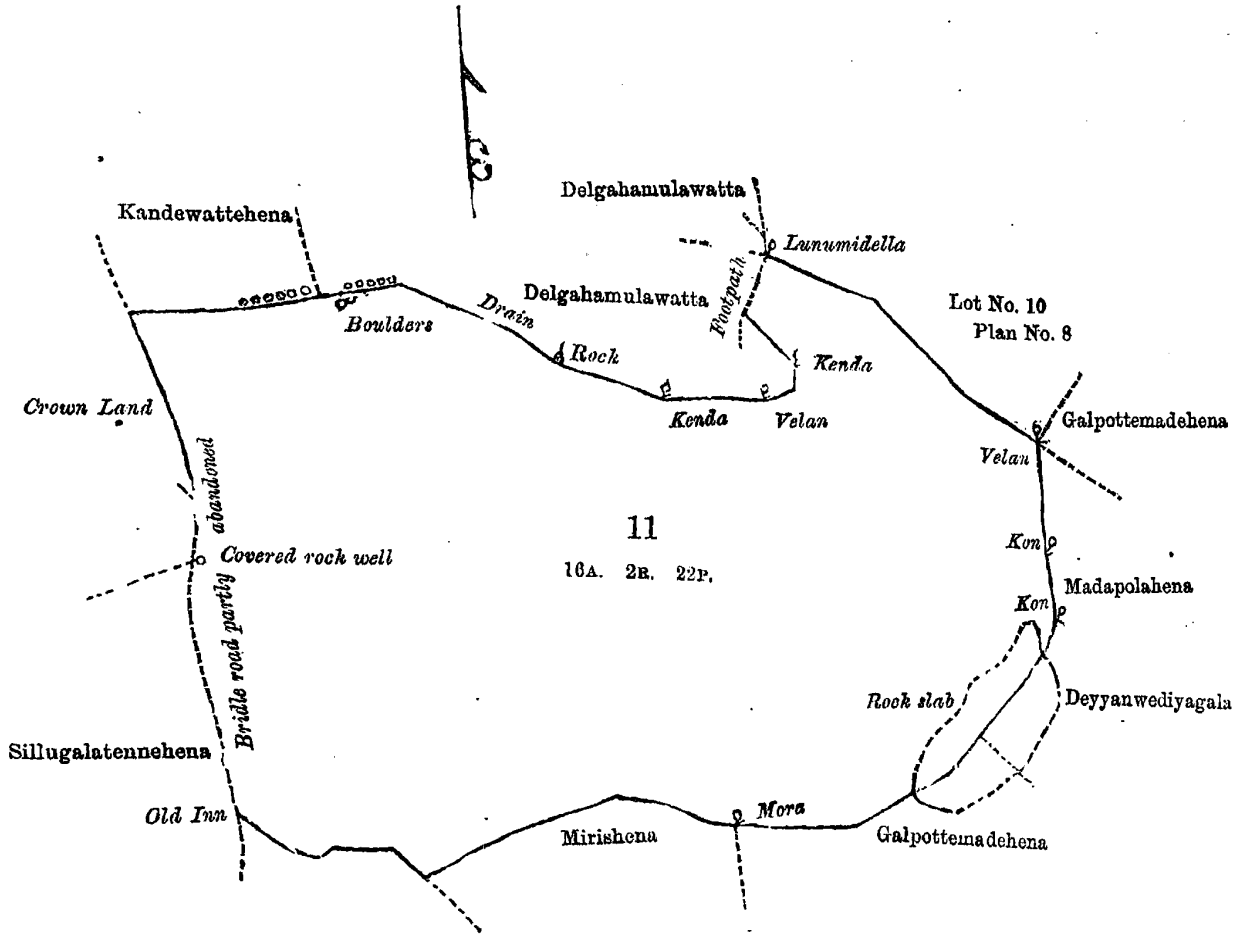 Delgahamulawatta
Kandewattehena
Lunumidella
Footpath
Delgahamulawatta
Lot No. 10
Plan No. 8
Drain
Boulders
Rock
Kenda
Crown Land
Kenda
Velan
Galpottemadehena
Velan
11
16A. 2R. 22P.
Kon
Covered rock well
Bridle road partly abandoned
Madapolahena
Kon
Rock slab
Deyyanwediyagala
Sillugalatennehena
Old Inn
Mora
Mirishena
Galpottemadehena